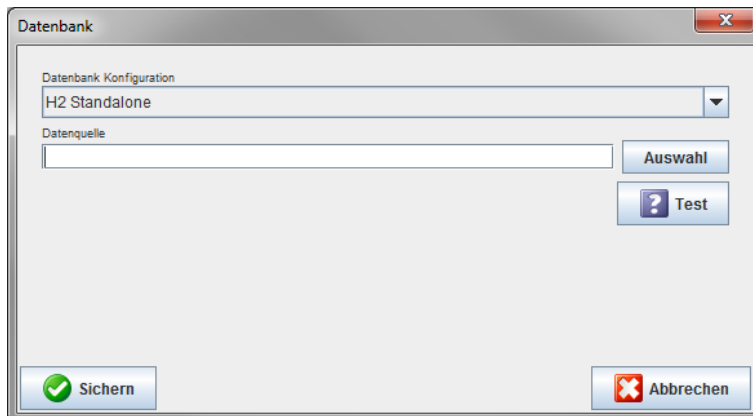 Datenbank
Datenbank Konfiguration
H2 Standalone
Datenquelle
Auswahl
Test
Sichern
Abbrechen